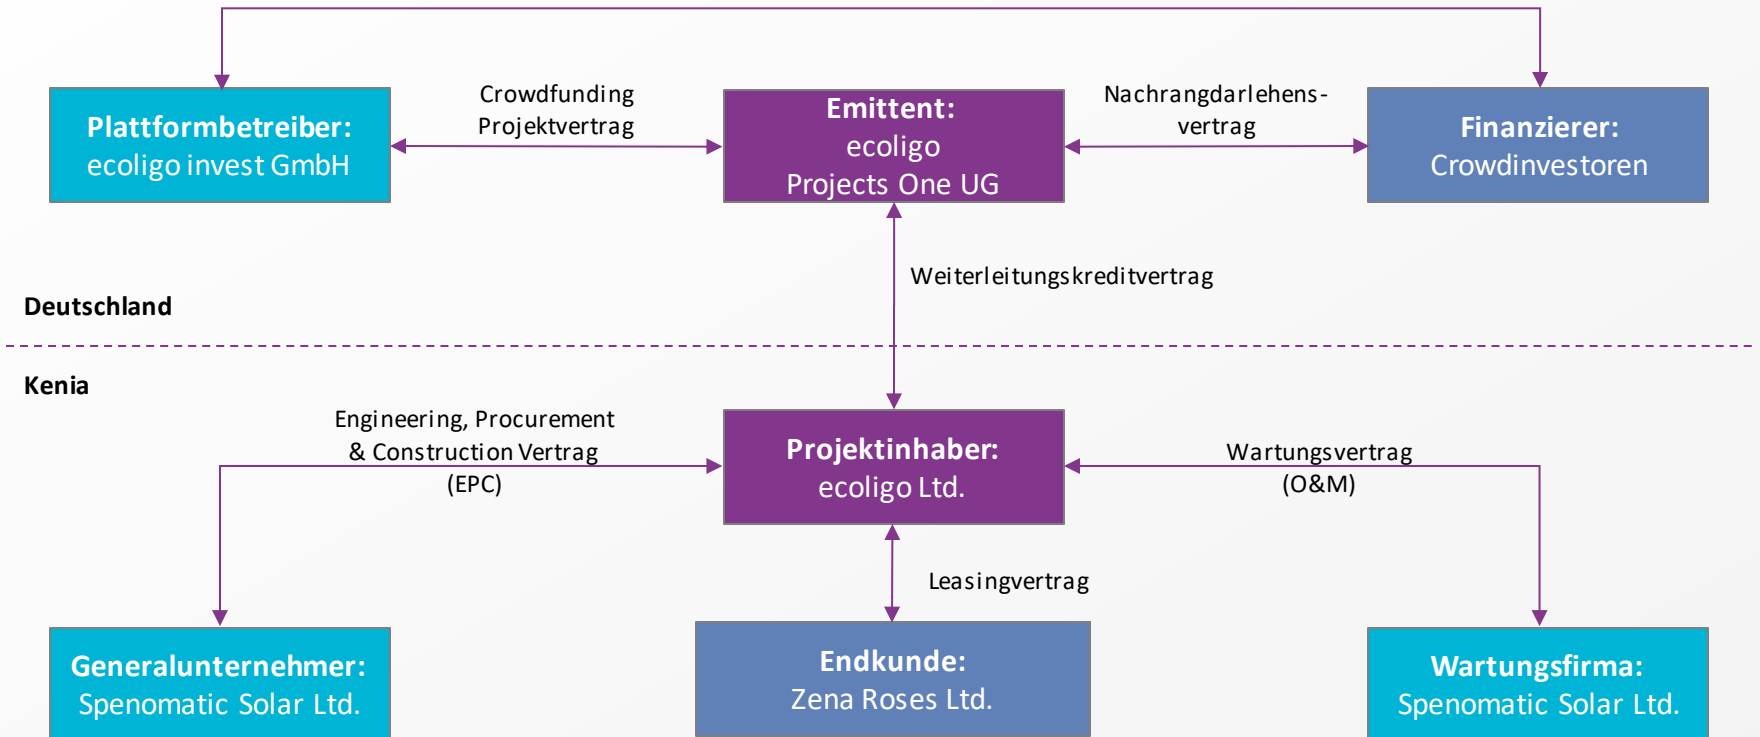 Plattformbetreiber:
ecoligo invest GmbH
Crowdfunding
Projektvertrag
Emittent:
ecoligo
Projects One UG
Nachrangdarlehens-
vertrag
Finanzierer:
Crowdinvestoren
Weiterleitungskreditvertrag
Deutschland
Kenia
Engineering, Procurement
& Construction Vertrag
(EPC)
Projektinhaber:
ecoligo Ltd.
Wartungsvertrag
(O&M)
Leasingvertrag
Generalunternehmer:
Spenomatic Solar Ltd.
Endkunde:
Zena Roses Ltd.
Wartungsfirma:
Spenomatic Solar Ltd.